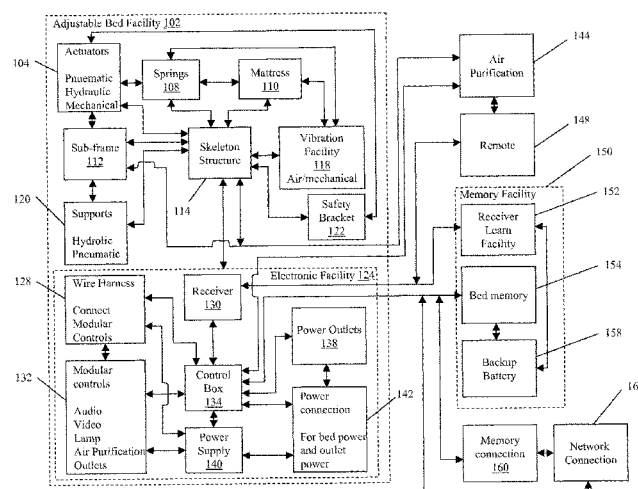 Adjustable Bed Facility 102
Actuators
Pnuematic
Hydraulic
Mechanical
104
Springs
108
Mattress
110
Sub-frame
112
Skeleton
Structure
114
Vibration
Facility
118
Air/mechanical
120
Supports
Hydrolic
Pneumatic
Safety
Bracket
122
Air
Purification
144
Remote
148
150
Memory Facility
Receiver
Learn
Facility
152
Bed memory
154
Backup
Battery
158
Electronic Facility 124
128
Wire Harness
Connect
Modular
Controls
Receiver
130
Power Outlets
138
132
Modular
controls
Audio
Video
Lamp
Air Purification
Outlets
Control
Box
134
Power
Supply
140
Power
connection
For bed power
and outlet
power
142
Memory
connection
160
Network
Connection
16